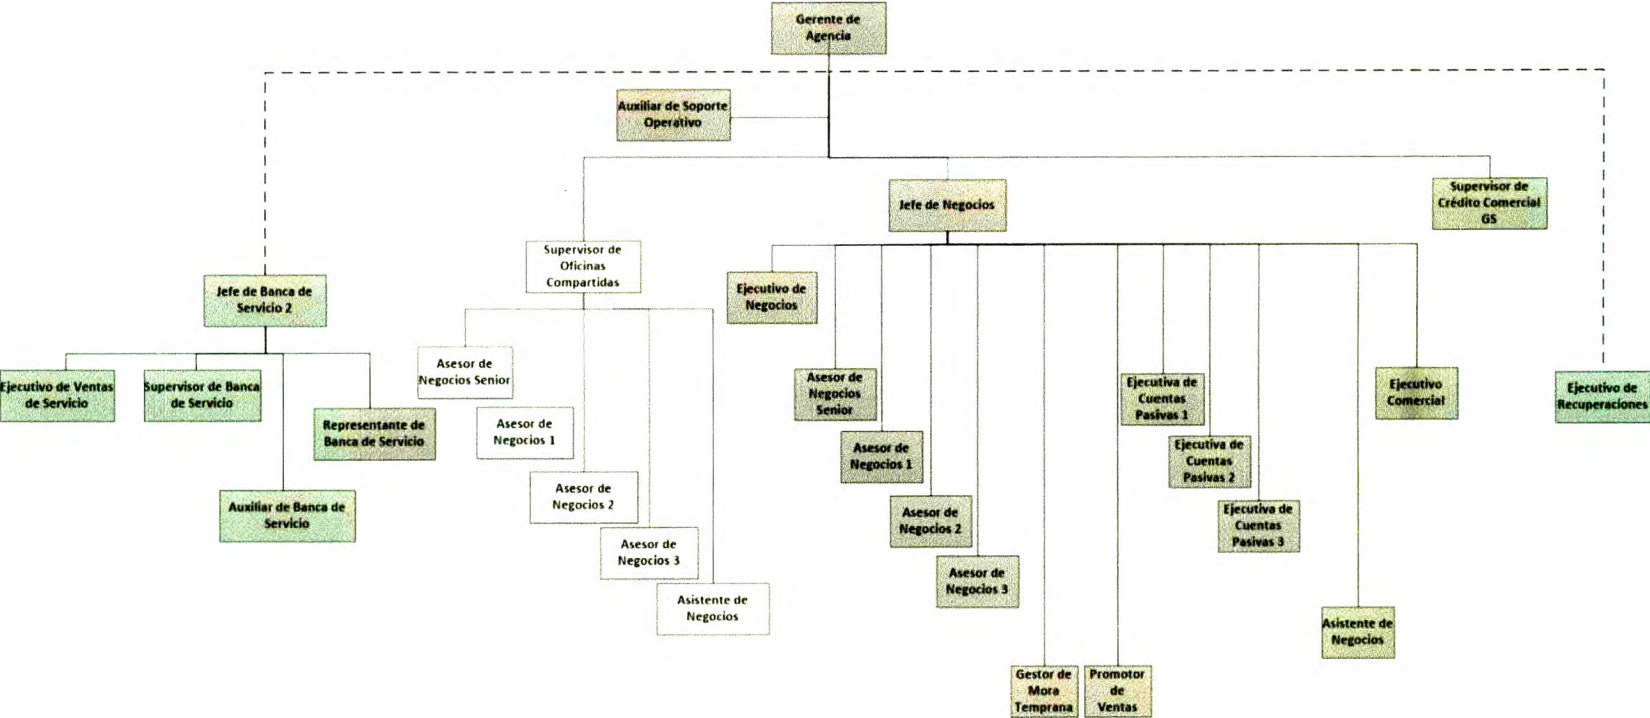 Gerente de
Agencia
Auxiliar de Soporte
Operativo
Jefe de Negocios
Supervisor de
Crédito Comercial
GS
Supervisor de
Oficinas
Compartidas
Jefe de Banca de
Servicio 2
Ejecutivo de
Negocios
Ejecutivo de Ventas
de Servicio
Supervisor de Banca
de Servicio
Representante de
Banca de Servicio
Auxiliar de Banca de
Servicio
Asesor de
Negocios Senior
Asesor de
Negocios 1
Asesor de
Negocios 2
Asesor de
Negocios 3
Asistente de
Negocios
Asesor de
Negocios
Senior
Asesor de
Negocios 1
Asesor de
Negocios 2
Asesor de
Negocios 3
Gestor de
Mora
Temprana
Promotor
de
Ventas
Ejecutiva de
Cuentas
Pasivas 1
Ejecutiva de
Cuentas
Pasivas 2
Ejecutiva de
Cuentas
Pasivas 3
Asistente de
Negocios
Ejecutivo
Comercial
Ejecutivo de
Recuperaciones